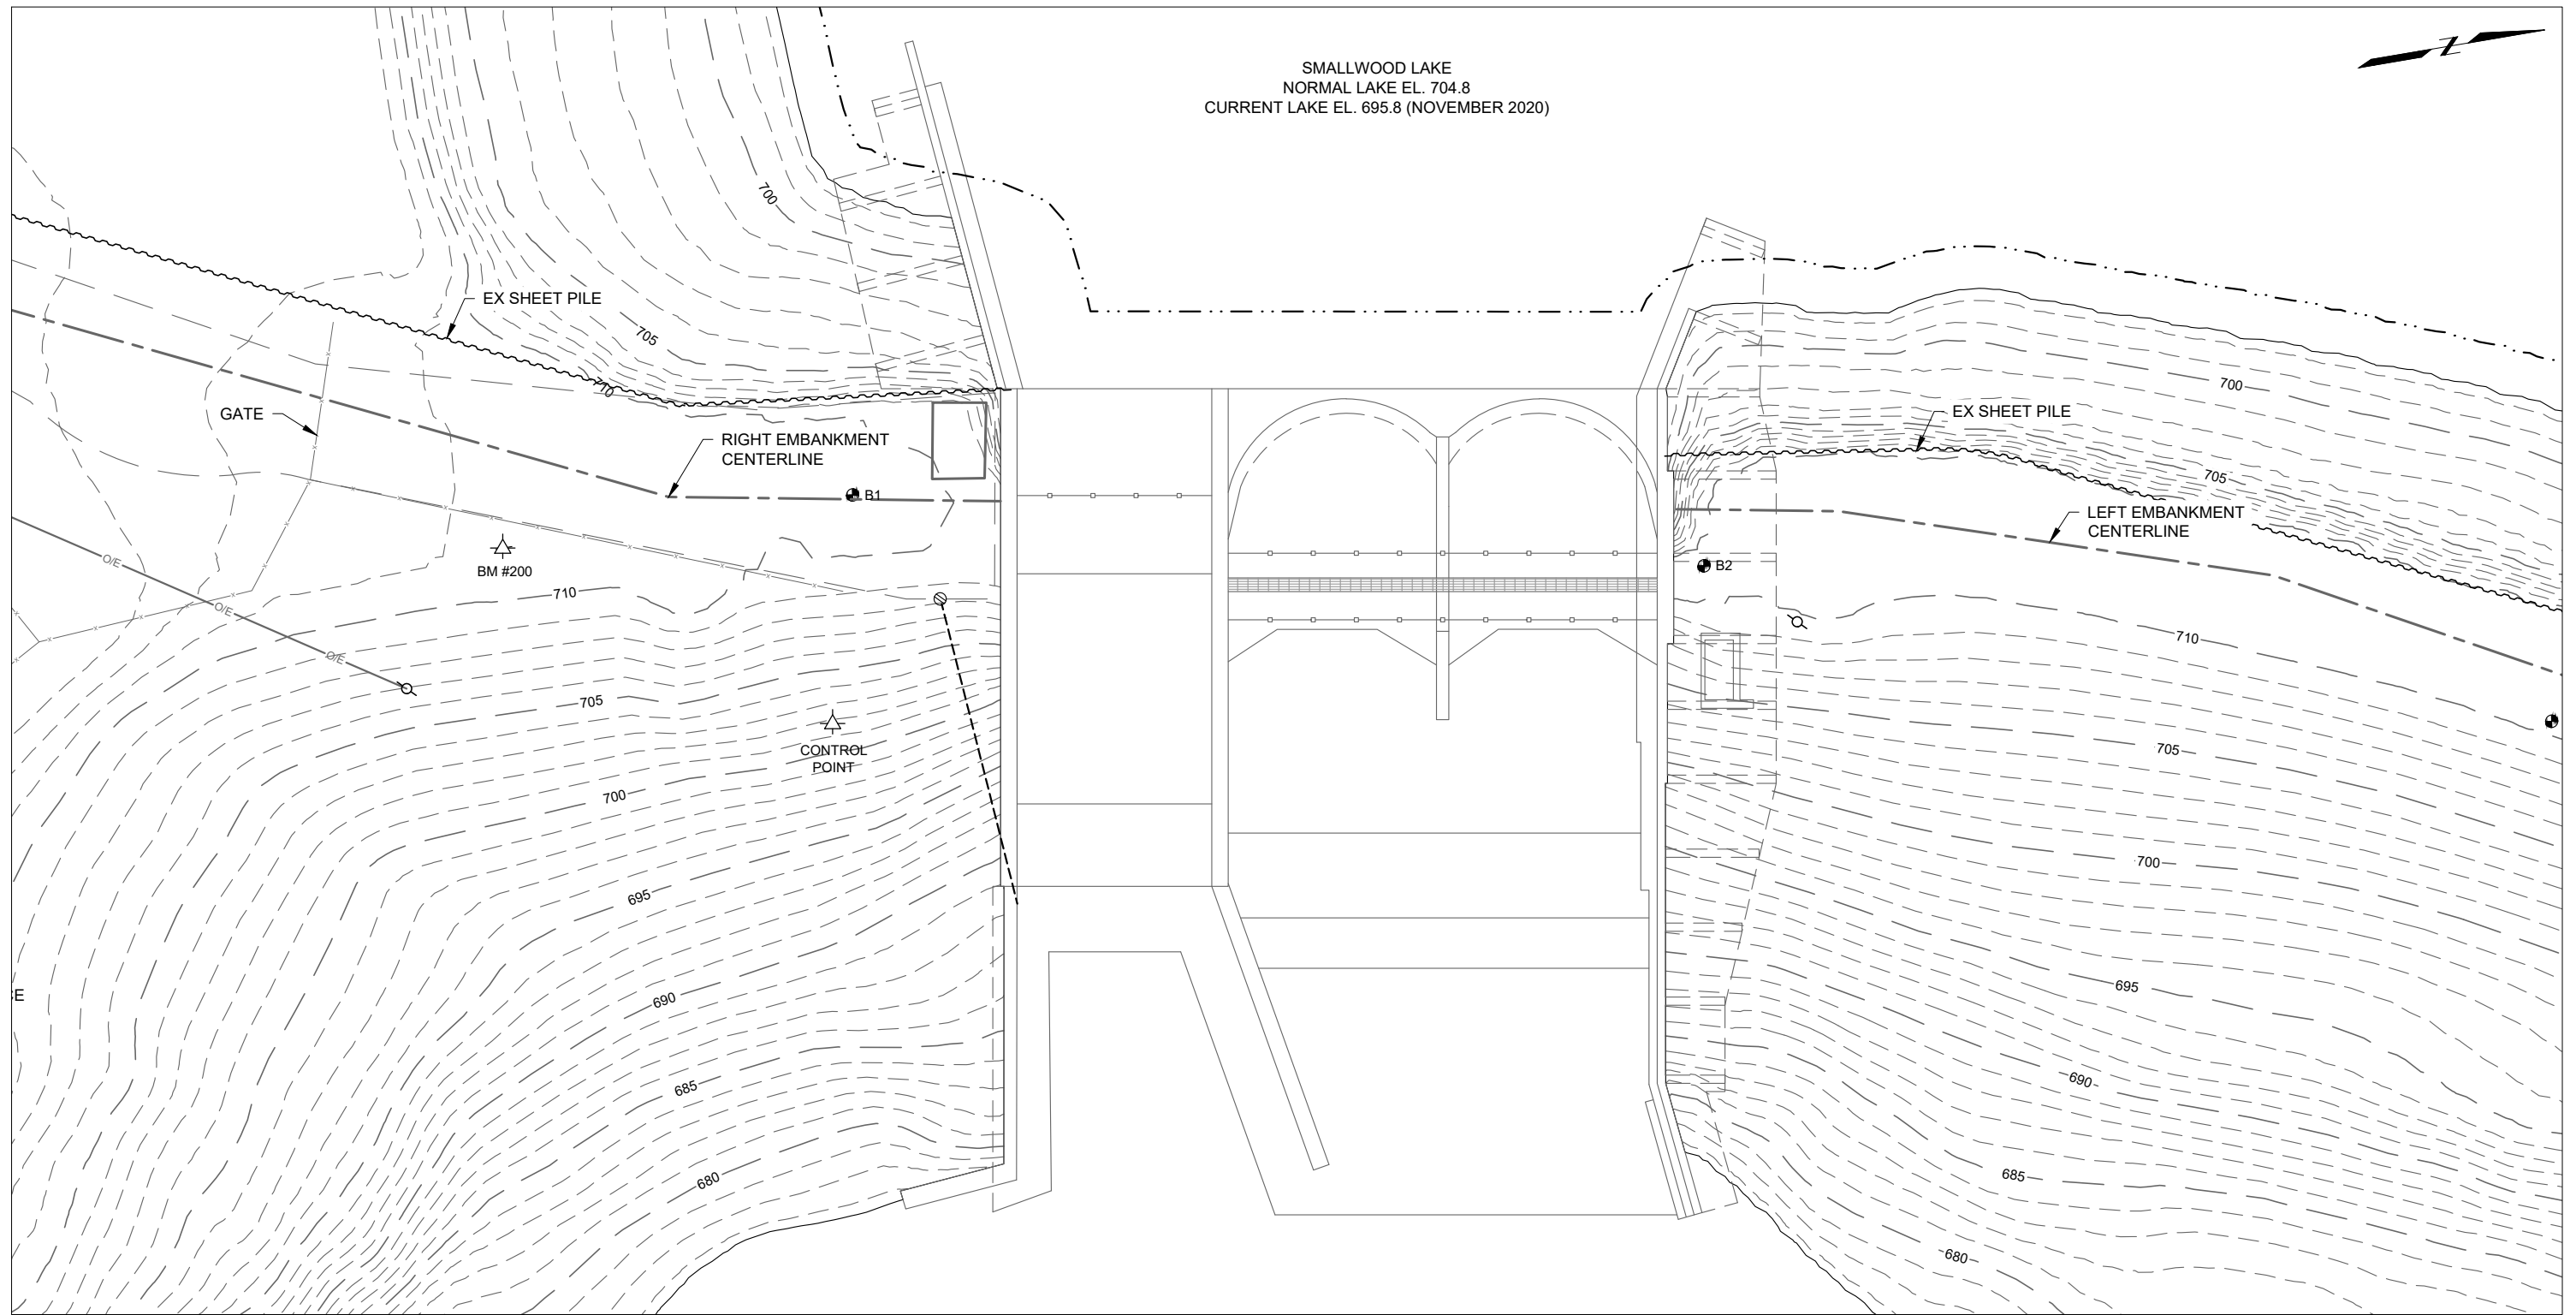 SMALLWOOD LAKE
NORMAL LAKE EL. 704.8
CURRENT LAKE EL. 695.8 (NOVEMBER 2020)
Z
700
EX SHEET PILE
705
710
GATE
RIGHT EMBANKMENT
CENTERLINE
B1
700
EX SHEET PILE
705
LEFT EMBANKMENT
CENTERLINE
O/E
BM #200
B2
710
O/E
710
O/E
705
705
CONTROL
POINT
700
700
695
695
E
690
690
685
685
680
680